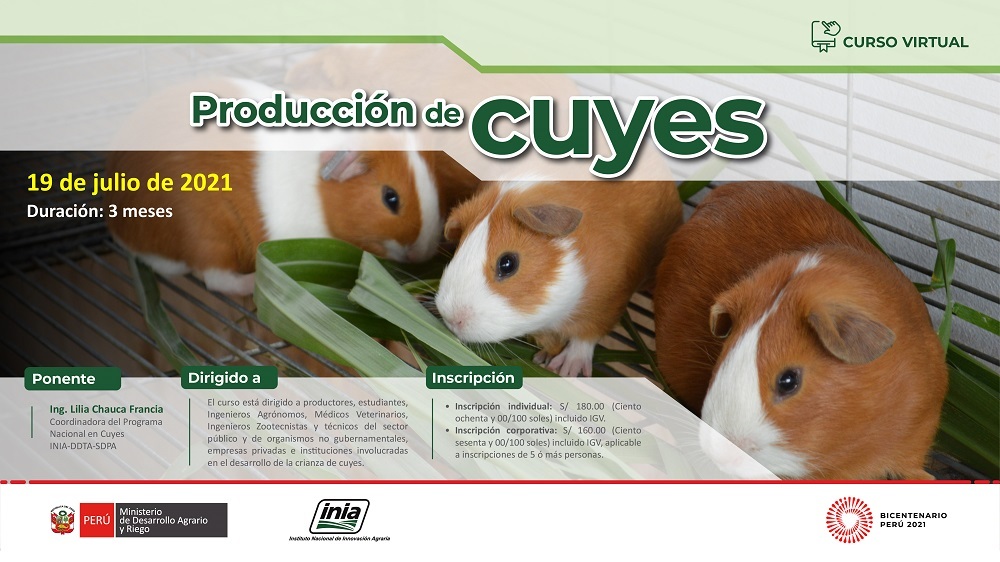 CURSO VIRTUAL
Producción de cuyes
19 de julio de 2021
Duración: 3 meses
Ponente
Ing. Lilia Chauca Francia
Coordinadora del Programa
Nacional en Cuyes
INIA-DDTA-SDPA
Dirigido a
El curso está dirigido a productores, estudiantes,
Ingenieros Agrónomos, Médicos Veterinarios,
Ingenieros Zootecnistas y técnicos del sector
público y de organismos no gubernamentales,
empresas privadas e instituciones involucradas
en el desarrollo de la crianza de cuyes.
Inscripción
• Inscripción individual: S/ 180.00 (Ciento
ochenta y 00/100 soles) incluido IGV.
• Inscripción corporativa: S/ 160.00 (Ciento
sesenta y 00/100 soles) incluido IGV, aplicable
a inscripciones de 5 ó más personas.
PERÚ
Ministerio
de Desarrollo Agrario
y Riego
inia
Instituto Nacional de Innovación Agraria
BICENTENARIO
PERÚ 2021